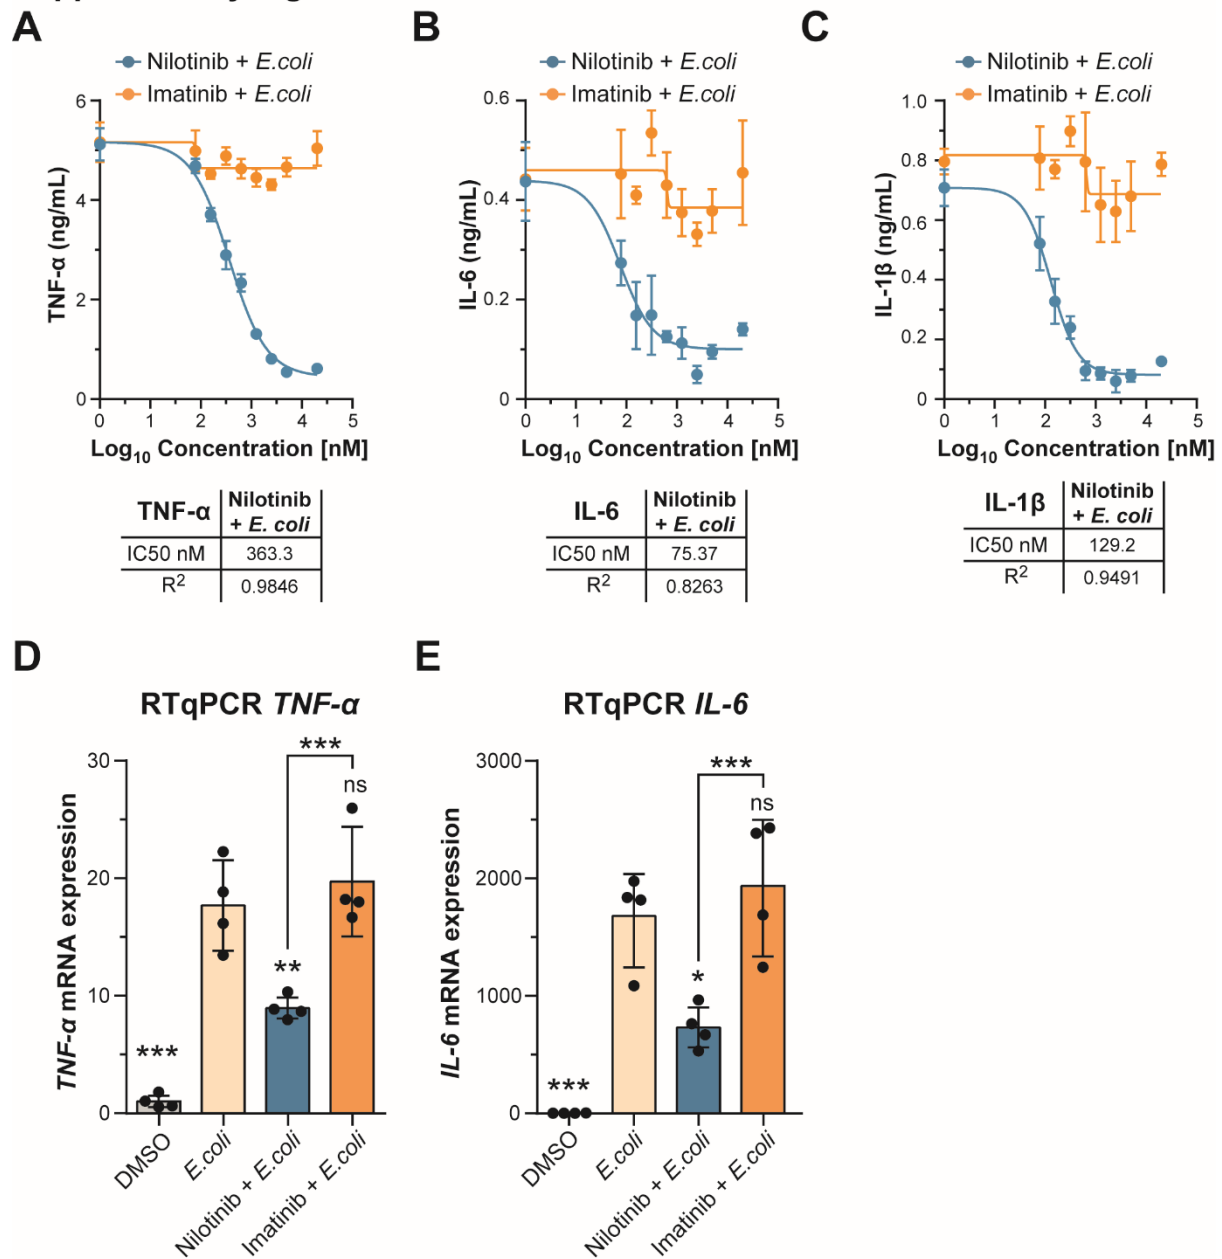 A
B
C
Nilotinib + E.coli
Imatinib + E.coli
Nilotinib + E.coli
Imatinib + E.coli
Nilotinib + E.coli
Imatinib + E.coli
TNF-α (ng/mL)
6
4
2
0
0 1 2 3 4 5
Log10 Concentration [nM]
IL-6 (ng/mL)
0.6
0.4
0.2
0
0 1 2 3 4 5
Log10 Concentration [nM]
IL-1β (ng/mL)
1.0
0.8
0.6
0.4
0.2
0
0 1 2 3 4 5
Log10 Concentration [nM]
TNF-α Nilotinib
+ E. coli
IC50 nM 363.3
R2 0.9846
IL-6 Nilotinib
+ E. coli
IC50 nM 75.37
R2 0.8263
IL-1β Nilotinib
+ E. coli
IC50 nM 129.2
R2 0.9491
D
RTqPCR TNF-α
TNF-α mRNA expression
30
20
10
0
***
**
***
ns
DMSO
E.coli
Nilotinib + E.coli
Imatinib + E.coli
E
RTqPCR IL-6
IL-6 mRNA expression
3000
2000
1000
0
***
*
***
ns
DMSO
E.coli
Nilotinib + E.coli
Imatinib + E.coli